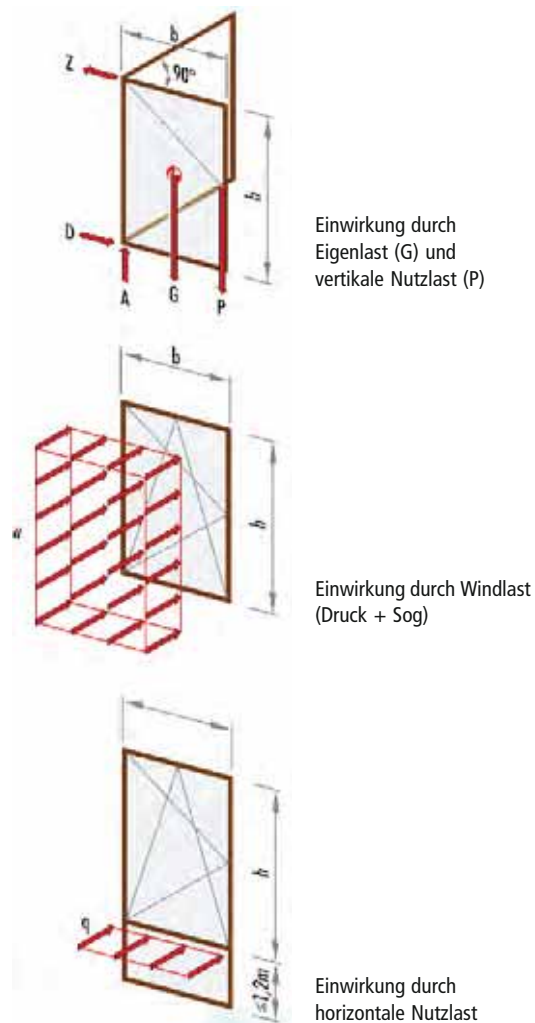 b
Z
90°
h
D
A
G
P
Einwirkung durch
Eigenlast (G) und
vertikale Nutzlast (P)
b
h
w
Einwirkung durch Windlast
(Druck + Sog)
h
q
≤1,2m
Einwirkung durch
horizontale Nutzlast